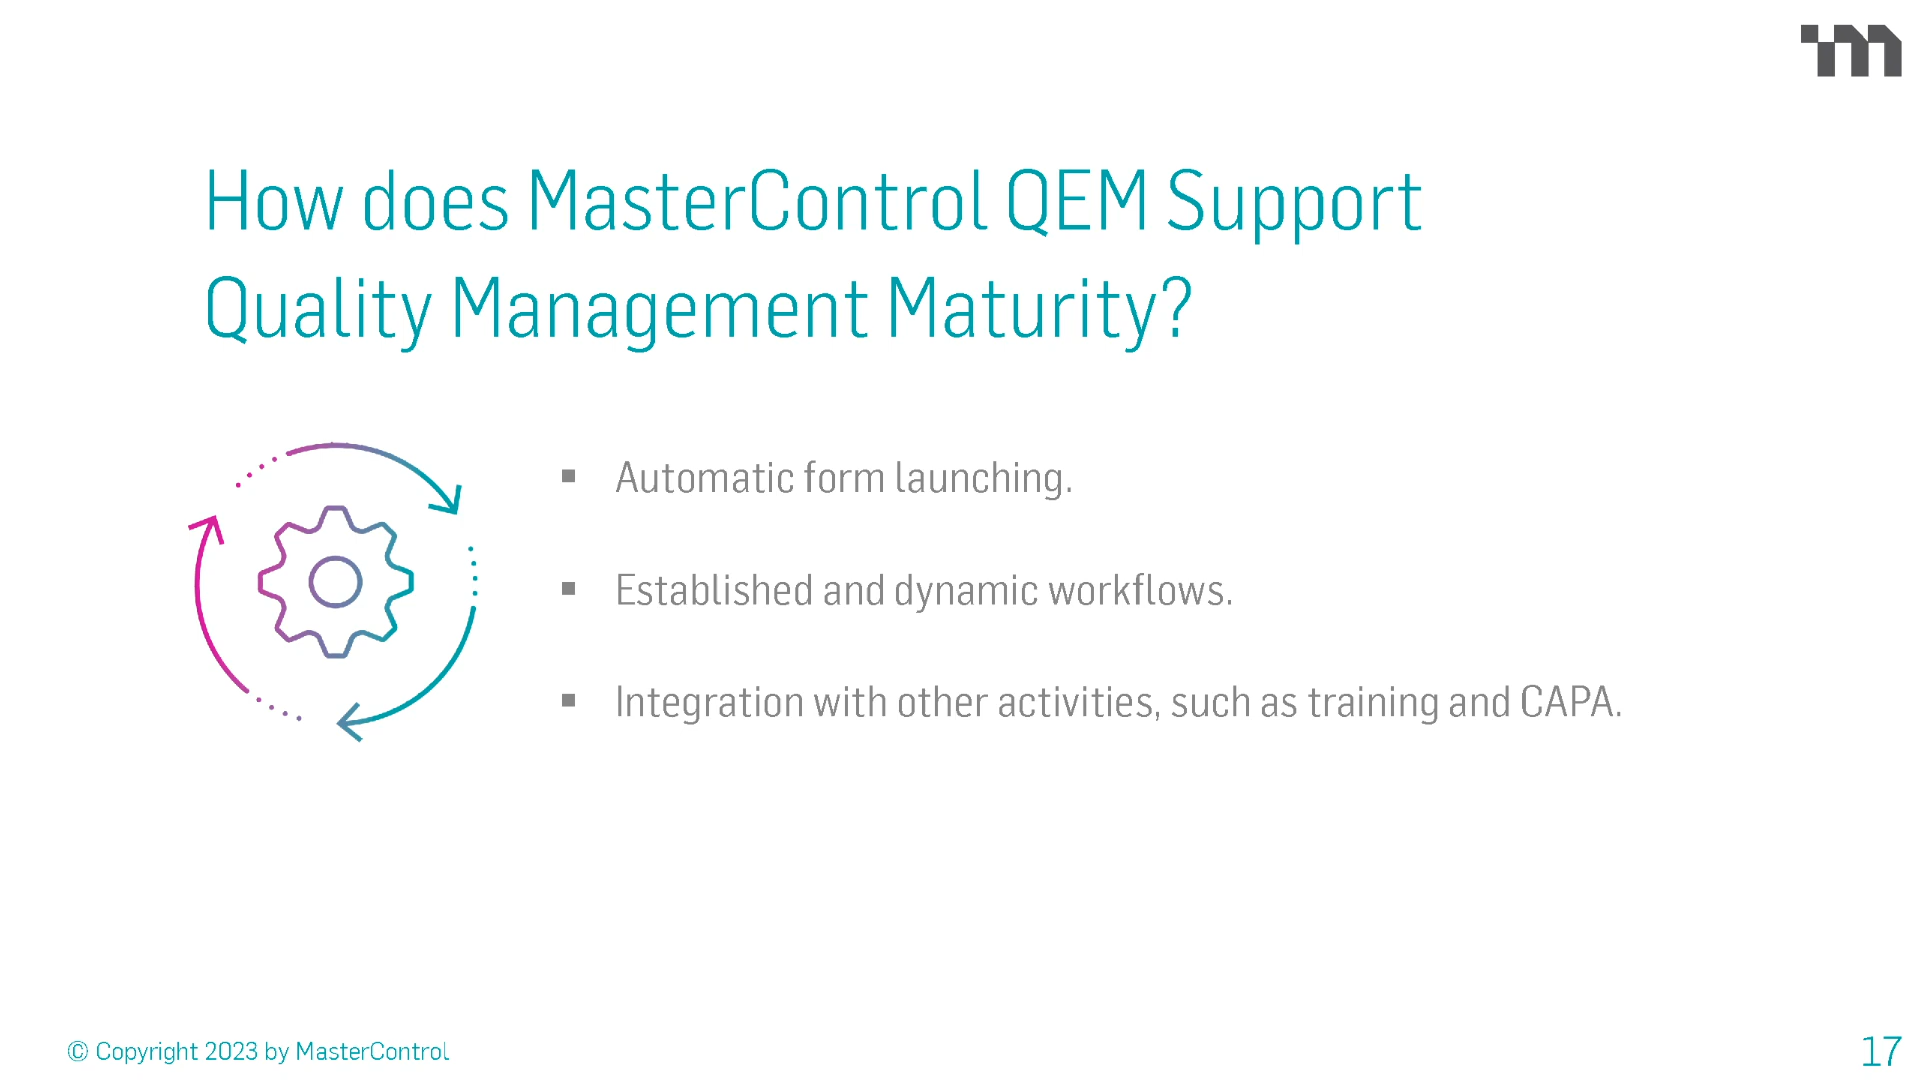 How does MasterControl QEM Support
Quality Management Maturity?
▪ Automatic form launching.
▪ Established and dynamic workflows.
▪ Integration with other activities, such as training and CAPA.
© Copyright 2023 by MasterControl
17